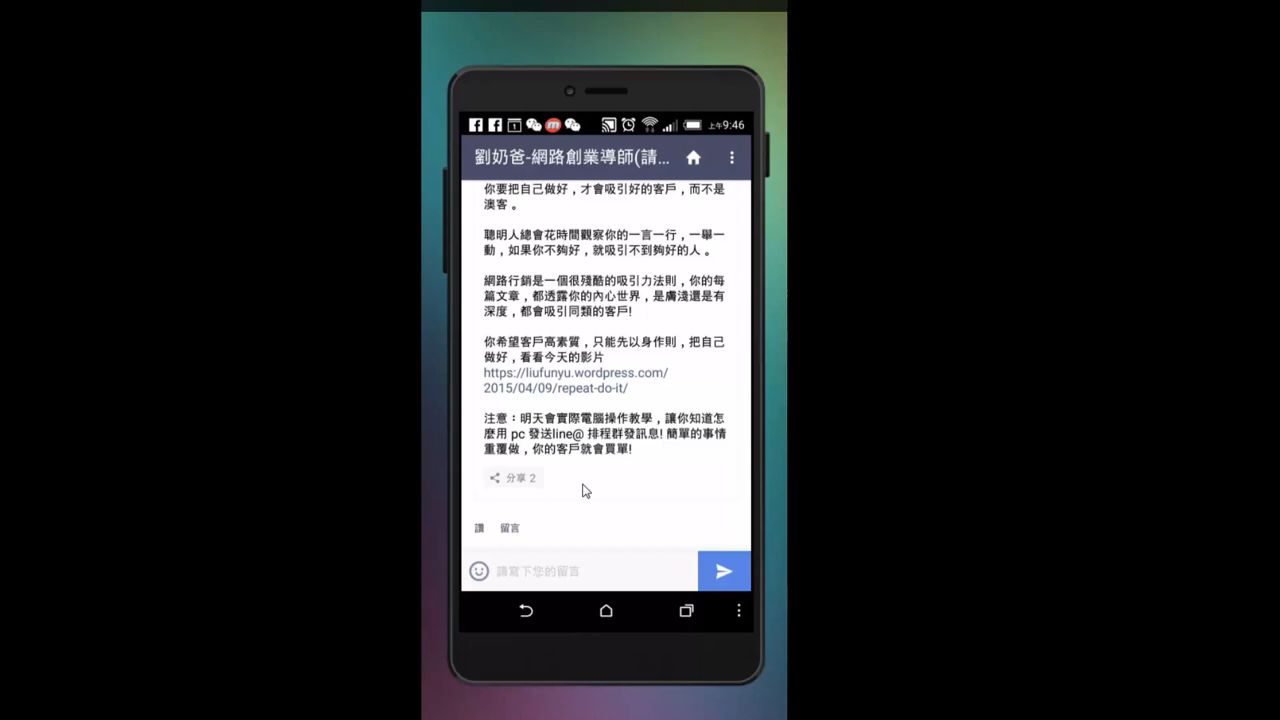 上午9:46
劉奶爸-網路創業導師(請...
你要把自己做好，才會吸引好的客戶，而不是
澳客。
聰明人總會花時間觀察你的一言一行，一舉一
動，如果你不夠好，就吸引不到夠好的人。
網路行銷是一個很殘酷的吸引力法則，你的每
篇文章，都透露你的內心世界，是膚淺還是有
深度，都會吸引同類的客戶!
你希望客戶高素質，只能先以身作則，把自己
做好，看看今天的影片
https://liufunyu.wordpress.com/
2015/04/09/repeat-do-it/
注意：明天會實際電腦操作教學，讓你知道怎
麼用 pc 發送line@ 排程群發訊息! 簡單的事情
重覆做，你的客戶就會買單!
分享 2
讚 留言
請寫下您的留言